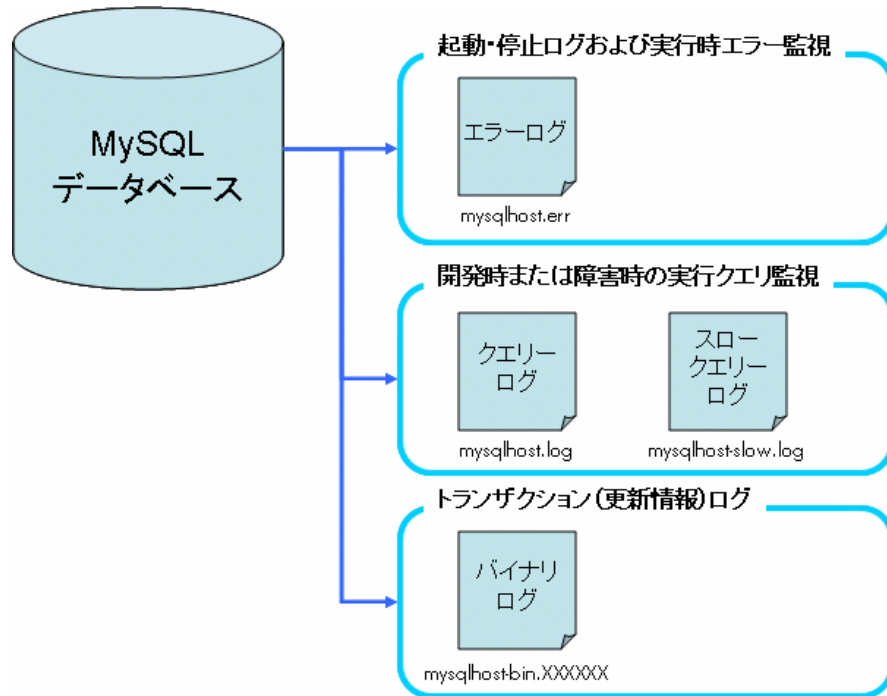 MySQL
データベース
起動・停止ログおよび実行時エラー監視
エラーログ
mysqlhost.err
開発時または障害時の実行クエリ監視
クエリー
ログ
mysqlhost.log
スロー
クエリー
ログ
mysqlhost-slow.log
トランザクション(更新情報)ログ
バイナリ
ログ
mysqlhost-bin.XXXXXX